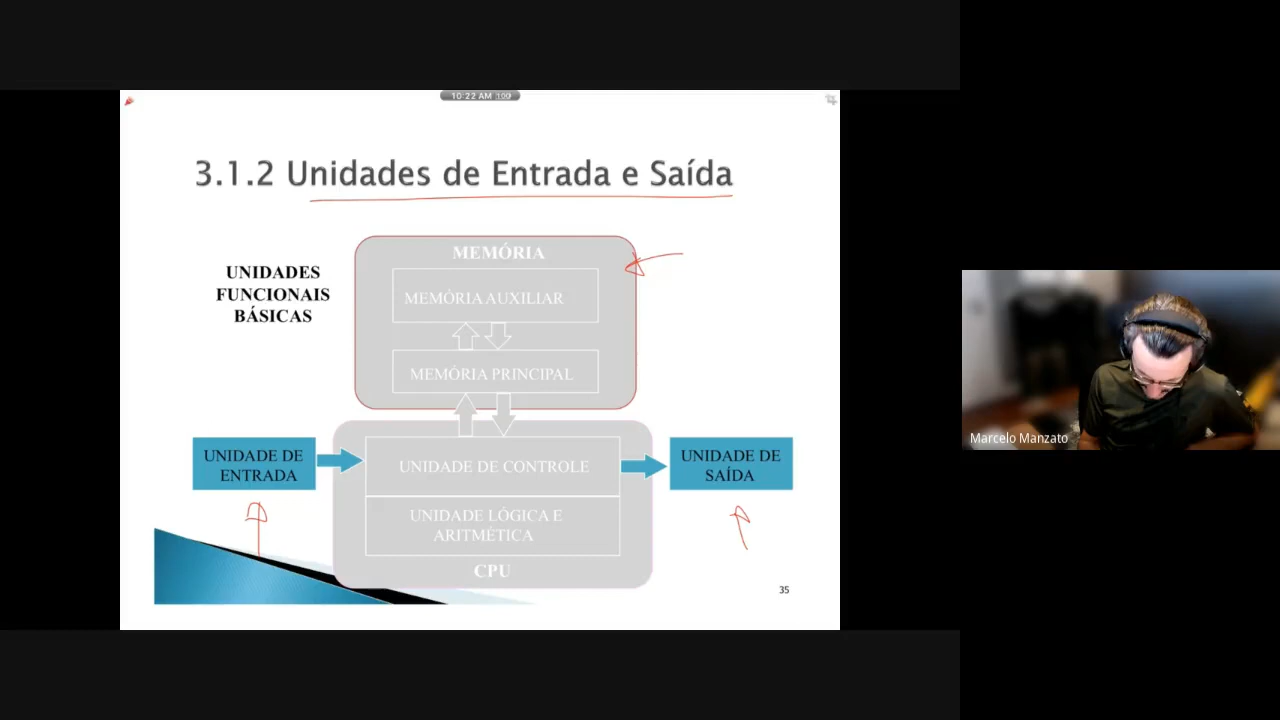 10:22 AM 100
3.1.2 Unidades de Entrada e Saída
UNIDADES
FUNCIONAIS
BÁSICAS
MEMÓRIA
MEMÓRIA AUXILIAR
MEMÓRIA PRINCIPAL
UNIDADE DE
ENTRADA
UNIDADE DE CONTROLE
UNIDADE DE
SAÍDA
UNIDADE LÓGICA E
ARITMÉTICA
CPU
35
Marcelo Manzato